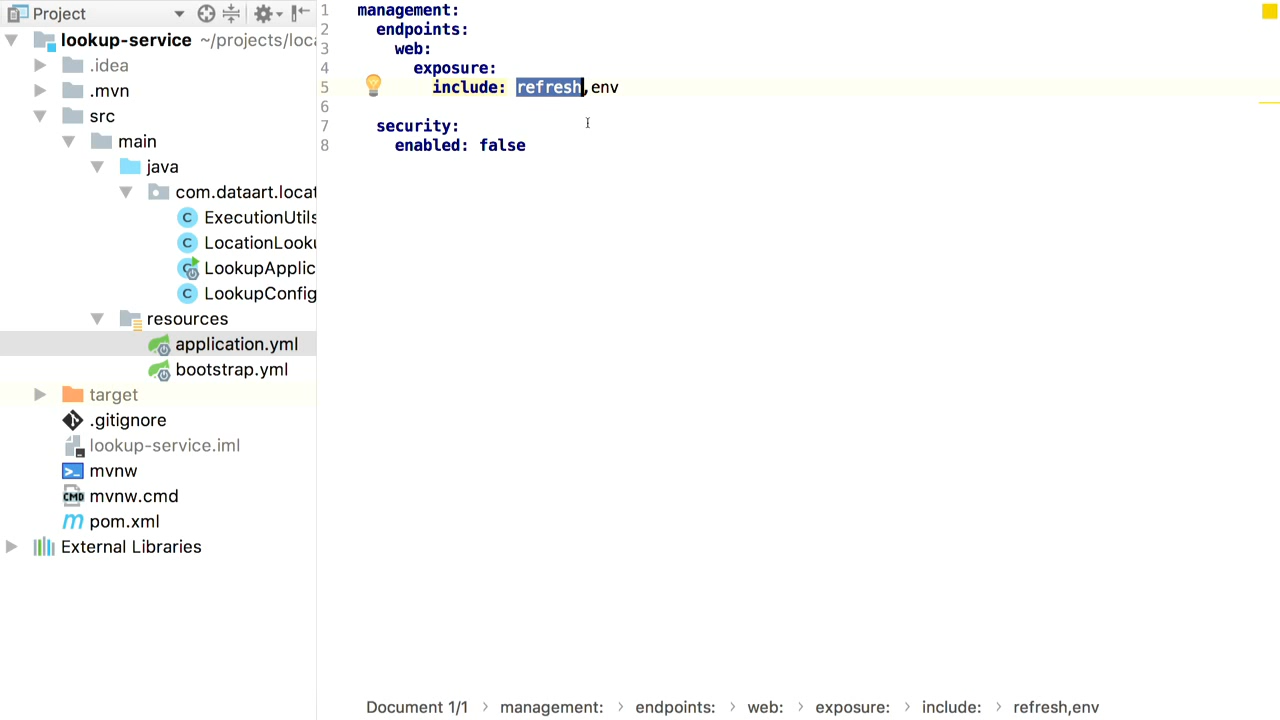 Project
lookup-service ~/projects/loca
.idea
.mvn
src
main
java
com.dataart.locat
ExecutionUtils
LocationLooku
LookupApplic
LookupConfig
resources
application.yml
bootstrap.yml
target
.gitignore
lookup-service.iml
mvnw
mvnw.cmd
pom.xml
External Libraries
1 management:
2 endpoints:
3 web:
4 exposure:
5 include: refresh,env
6
7 security:
8 enabled: false
Document 1/1 > management: > endpoints: > web: > exposure: > include: > refresh,env